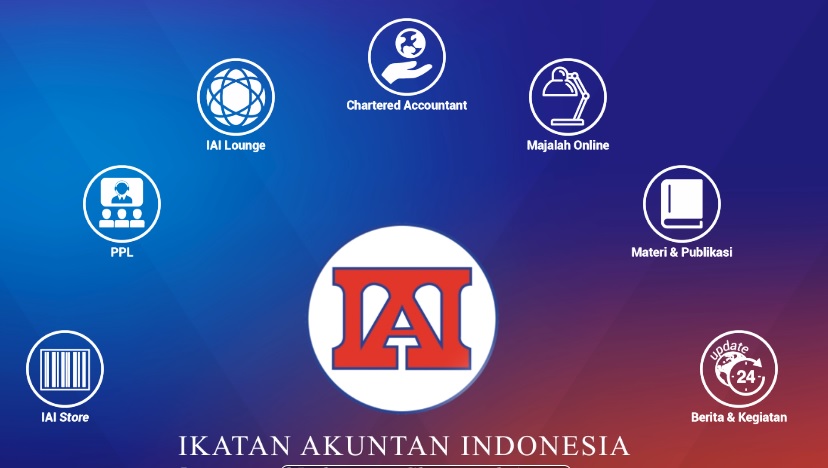 Chartered Accountant
IAI Lounge
Majalah Online
PPL
Materi & Publikasi
IAI
update
24
IAI Store
Berita & Kegiatan
IKATAN AKUNTAN INDONESIA